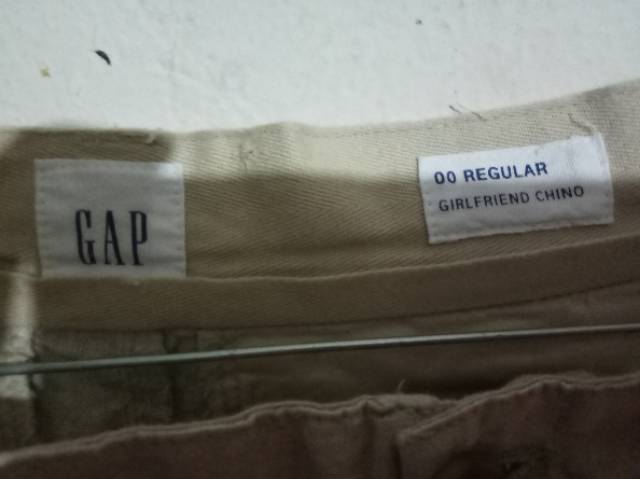 GAP
00 REGULAR
GIRLFRIEND CHINO